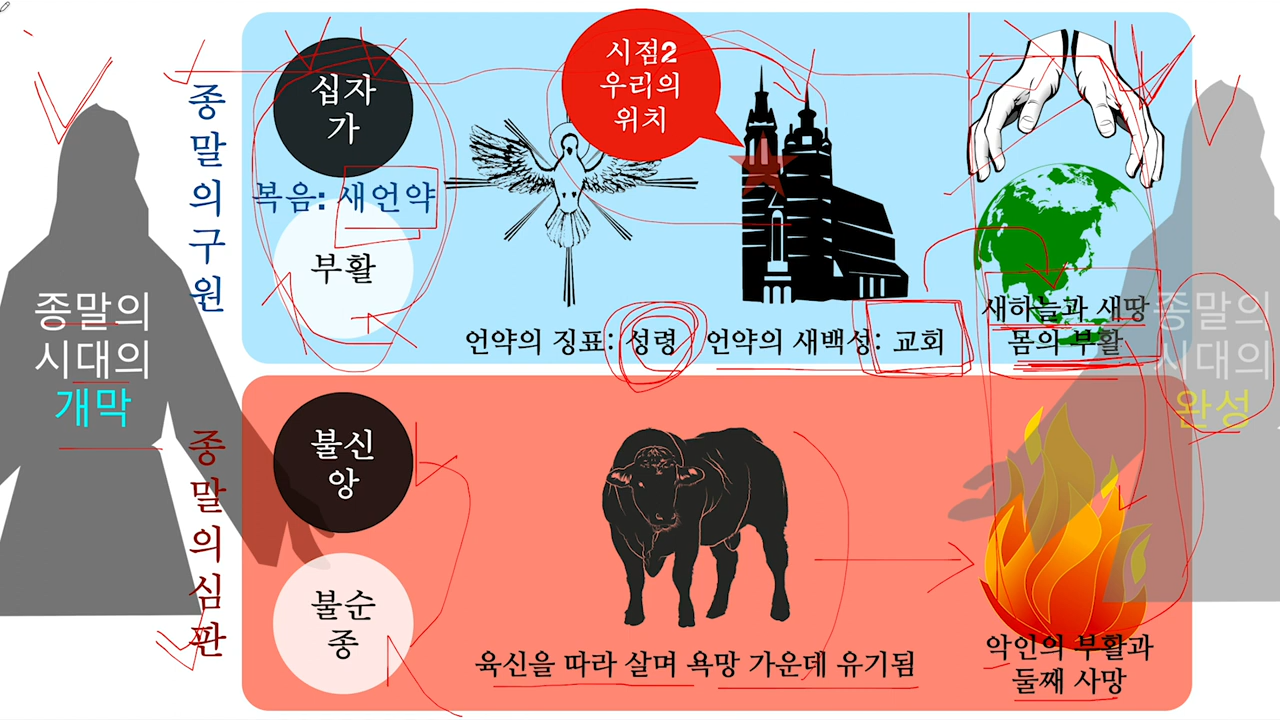 종말의
시대의
개막
종말의구원
십자
가
복음: 새언약
부활
시점2
우리의
위치
언약의 징표: 성령
언약의 새백성: 교회
새하늘과 새땅
몸의 부활
종말의
시대의
완성
종말의심판
불신
앙
불순
종
육신을 따라 살며 욕망 가운데 유기됨
악인의 부활과
둘째 사망